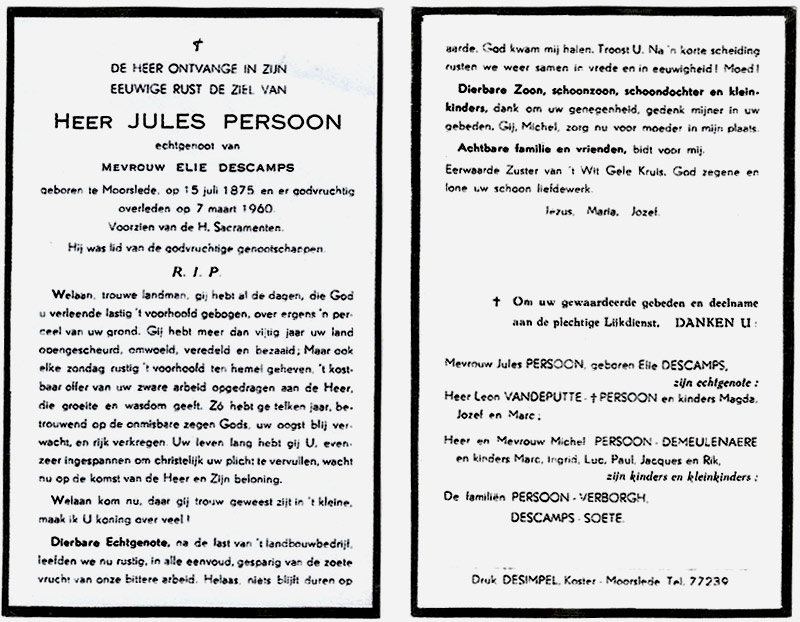 ✝
DE HEER ONTVANGE IN ZIJN
EEUWIGE RUST DE ZIEL VAN
HEER JULES PERSOON
echtgenoot van
MEVROUW ELIE DESCAMPS
geboren te Moorslede, op 15 juli 1875 en er godvruchtig
overleden op 7 maart 1960.
Voorzien van de H. Sacramenten.
Hij was lid van de godvruchtige genootschappen.
R. I. P.
Welaan, trouwe landman, gij hebt al de dagen, die God
u verleende lastig 't voorhoofd gebogen, over ergens 'n per-
ceel van uw grond. Gij hebt meer dan vijftig jaar uw land
opengescheurd, omwoeld, veredeld en bezaaid; Maar ook
elke zondag rustig 't voorhoofd ten hemel geheven, 't kost-
baar offer van uw zware arbeid opgedragen aan de Heer,
die groeite en wasdom geeft. Zó hebt ge telken jaar, be-
trouwend op de onmisbare zegen Gods, uw oogst blij ver-
wacht, en rijk verkregen. Uw leven lang hebt gij U, even-
zeer ingespannen om christelijk uw plicht te vervullen, wacht
nu op de komst van de Heer en Zijn beloning.
Welaan kom nu, daar gij trouw geweest zijt in 't kleine,
maak ik U koning over veel!
Dierbare Echtgenote, na de last van 't landbouwbedrijf,
leefden we nu rustig, in alle eenvoud, gesparig van de zoete
vrucht van onze bittere arbeid. Helaas, niets blijft duren op
aarde, God kwam mij halen. Troost U. Na 'n korte scheiding
rusten we weer samen in vrede en in eeuwigheid! Moed!
Dierbare Zoon, schoonzoon, schoondochter en klein-
kinders, dank om uw genegenheid, gedenk mijner in uw
gebeden. Gij, Michel, zorg nu voor moeder in mijn plaats.
Achtbare familie en vrienden, bidt voor mij.
Eerwaarde Zuster van 't Wit Gele Kruis, God zegene en
lone uw schoon liefdewerk.
Jezus, Maria, Jozef.
✝ Om uw gewaardeerde gebeden en deelname
aan de plechtige Lijkdienst, DANKEN U :
Mevrouw Jules PERSOON, geboren Elie DESCAMPS,
zijn echtgenote :
Heer Leon VANDEPUTTE - ✝ PERSOON en kinders Magda,
Jozef en Marc ;
Heer en Mevrouw Michel PERSOON - DEMEULENAERE
en kinders Marc, Ingrid, Luc, Paul, Jacques en Rik,
zijn kinders en kleinkinders :
De familiën PERSOON - VERBORGH,
DESCAMPS - SOETE.
Druk DESIMPEL, Koster - Moorslede Tel. 77239